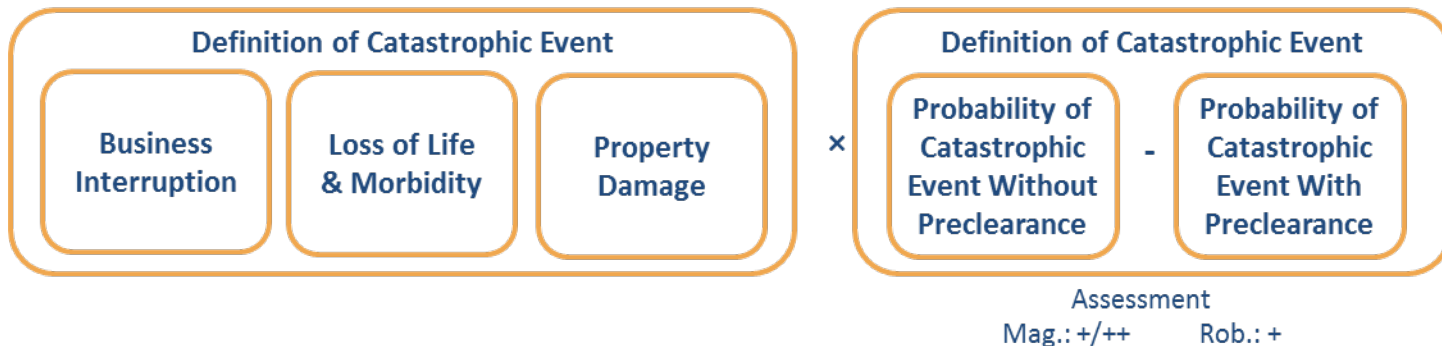 Definition of Catastrophic Event
Business
Interruption
Loss of Life
& Morbidity
Property
Damage
×
Definition of Catastrophic Event
Probability of
Catastrophic
Event Without
Preclearance
-
Probability of
Catastrophic
Event With
Preclearance
Assessment
Mag.: +/++ Rob.: +